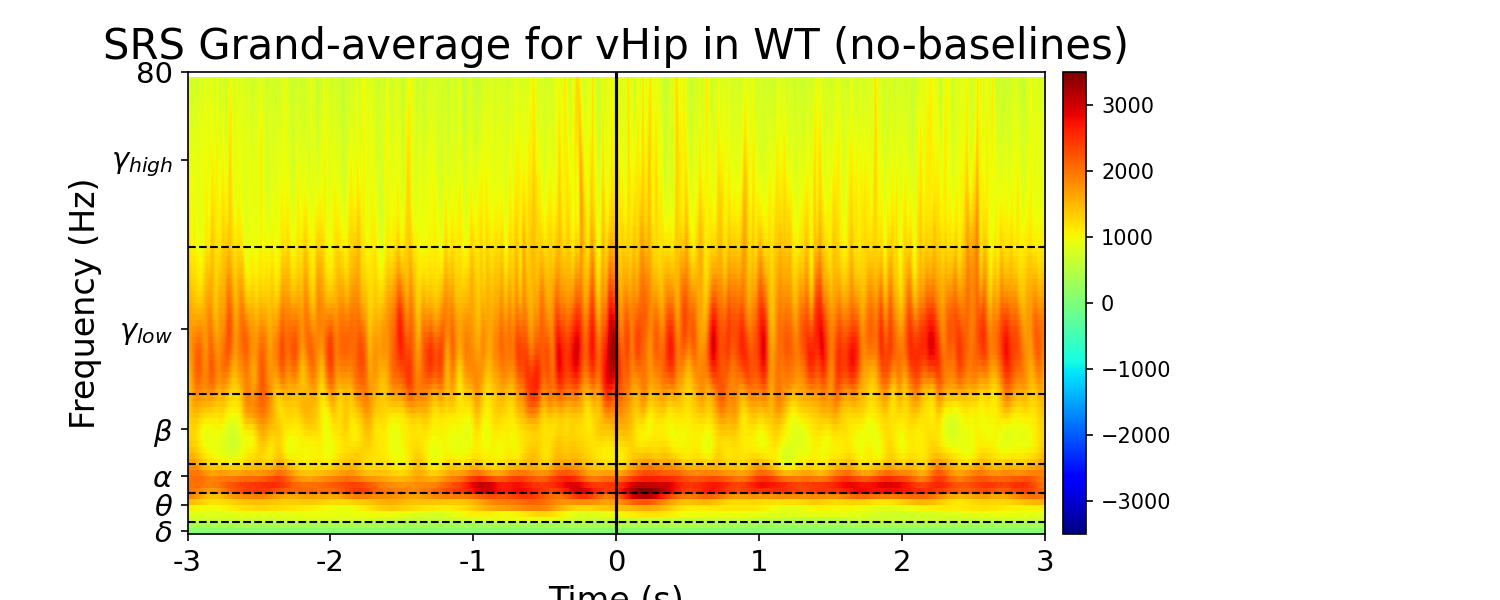 SRS Grand-average for vHip in WT (no-baselines)
80
γhigh
γlow
β
α
θ
δ
Frequency (Hz)
-3 -2 -1 0 1 2 3
Time (s)
3000
2000
1000
0
−1000
−2000
−3000